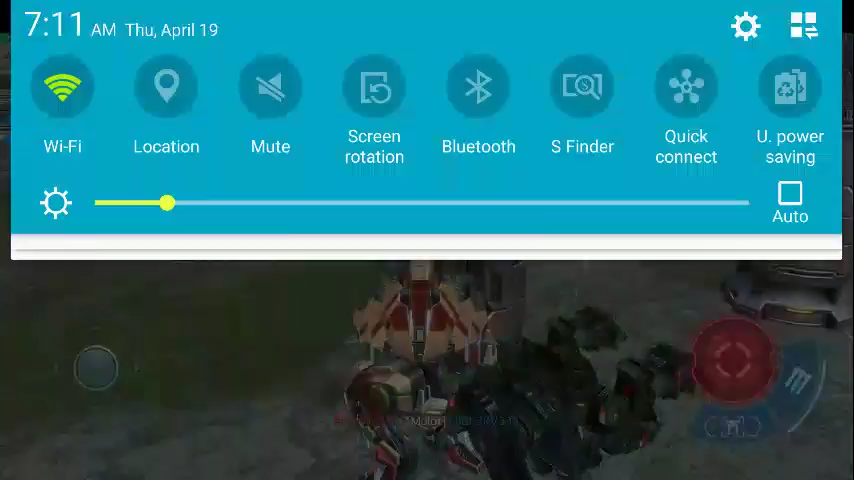 7:11 AM Thu, April 19
Wi-Fi
Location
Mute
Screen
rotation
Bluetooth
S Finder
Quick
connect
U. power
saving
Auto